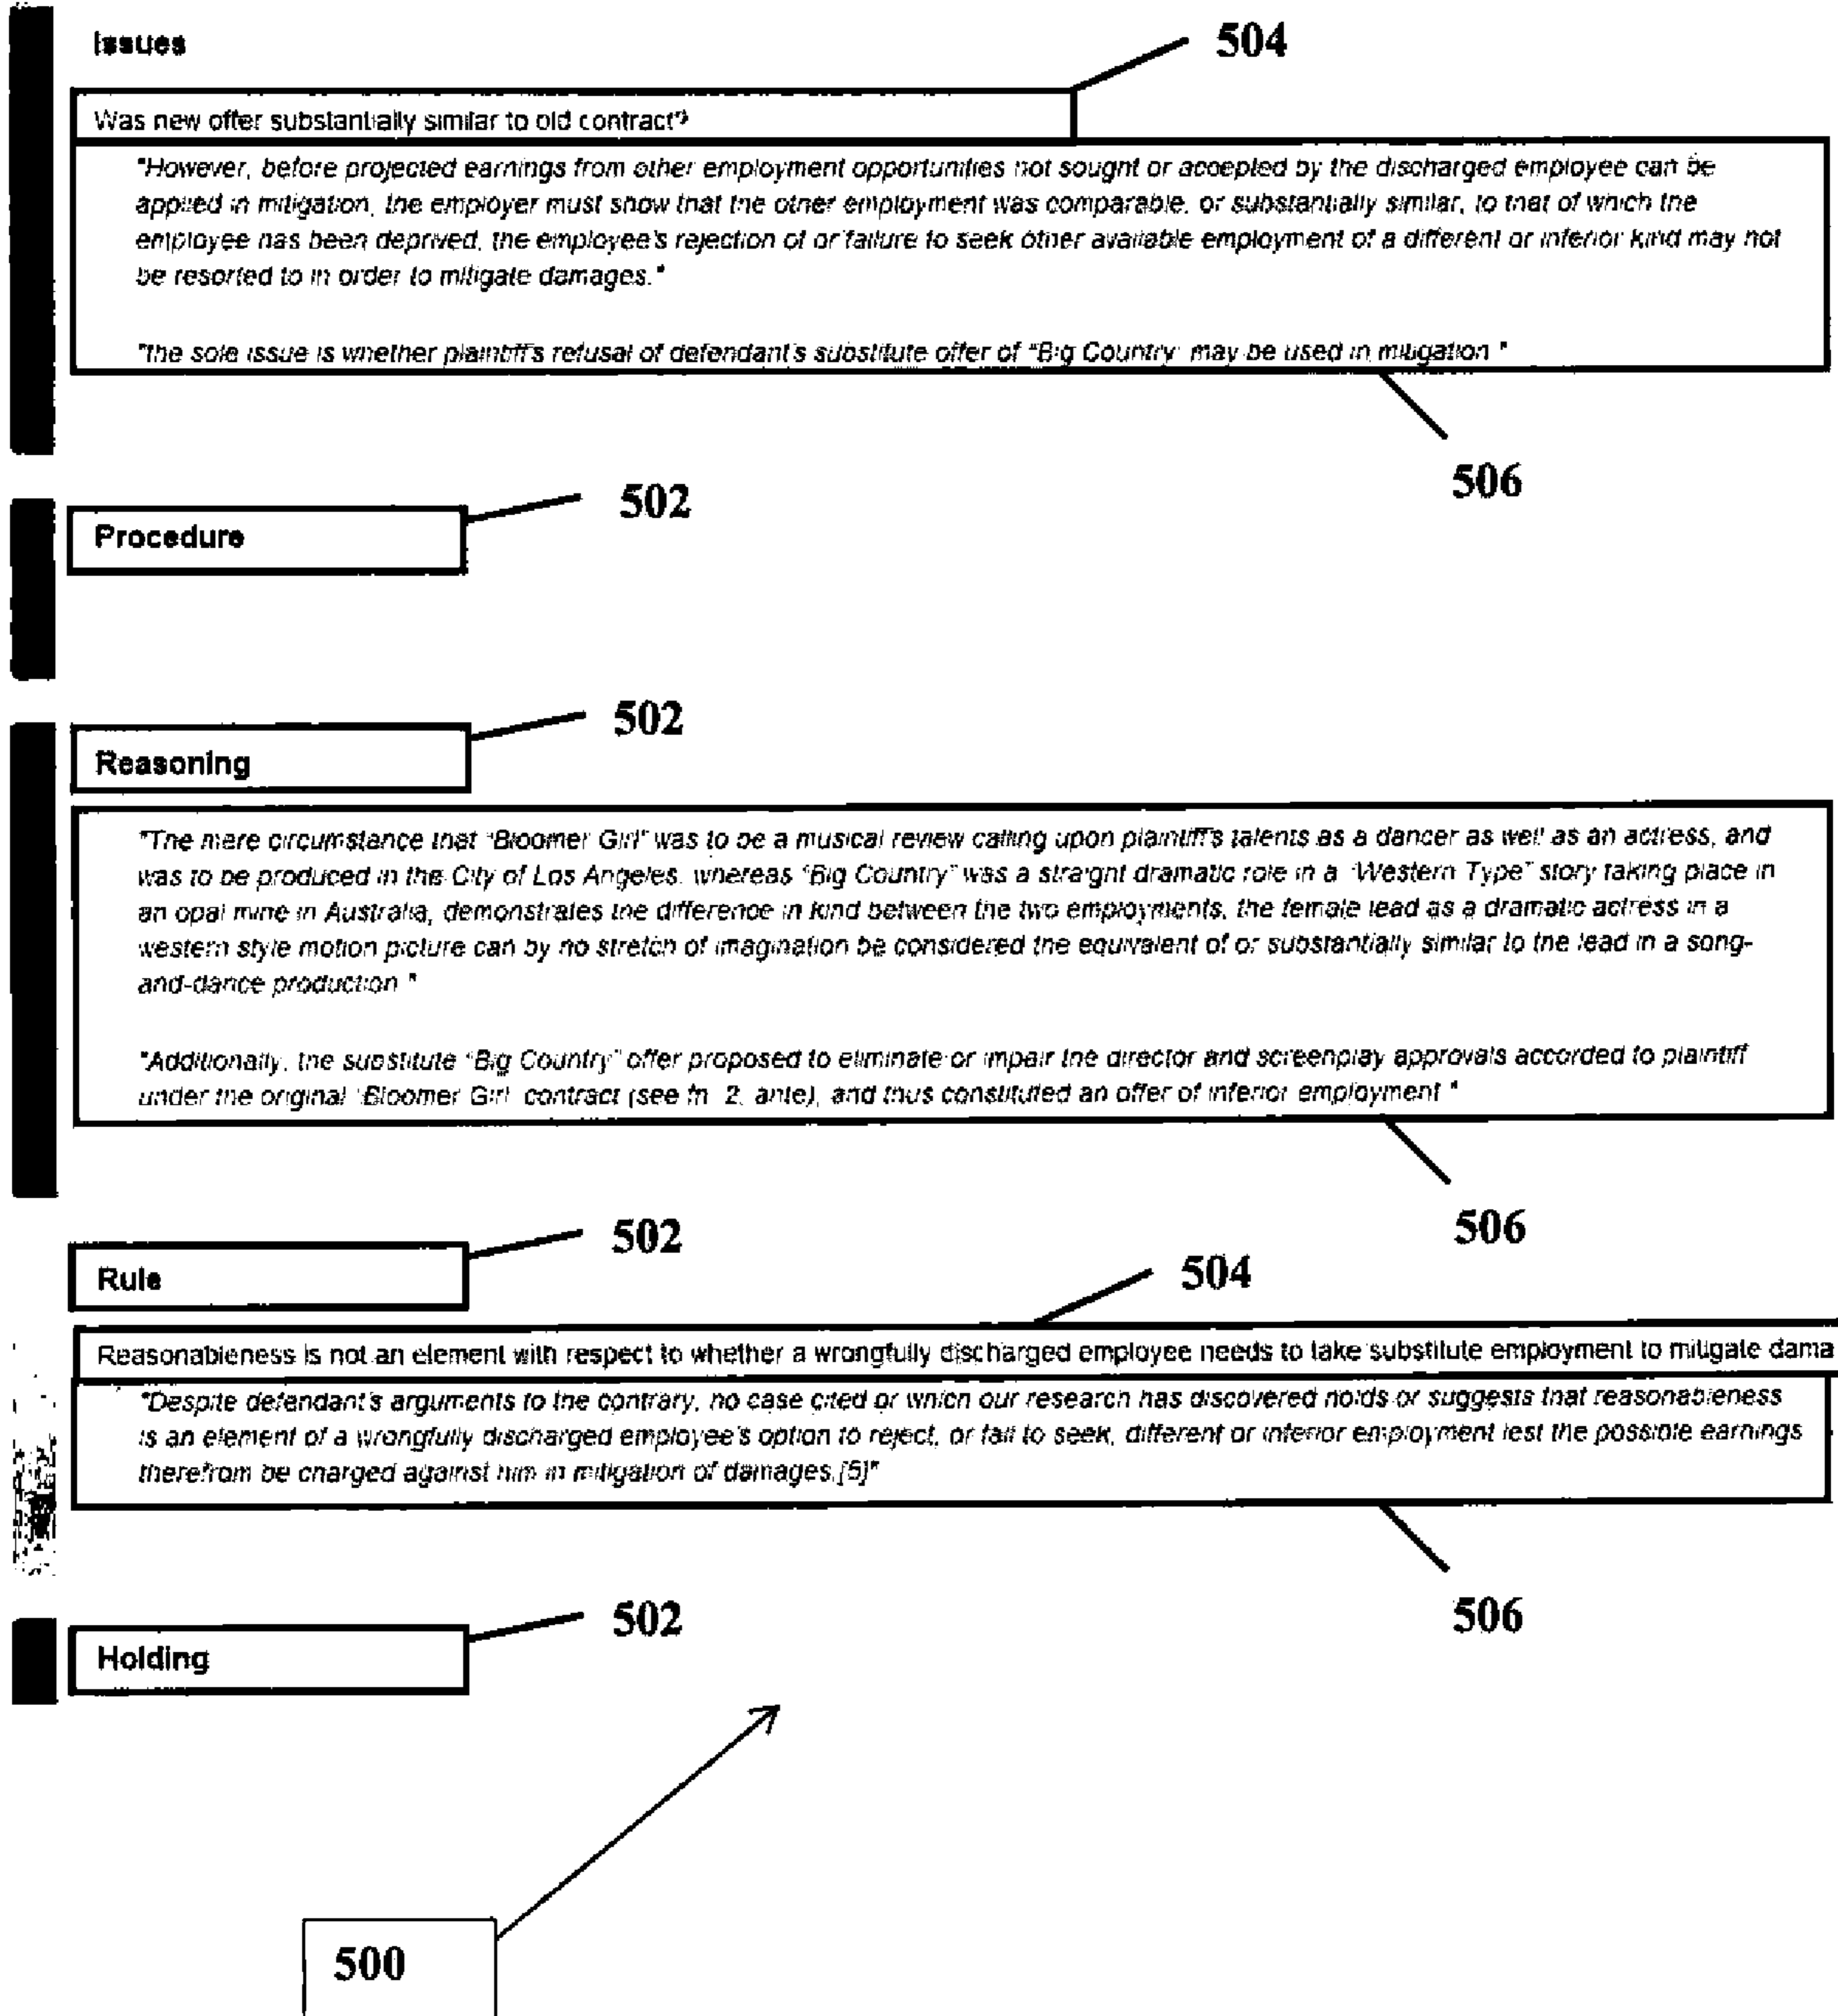 Issues
504
Was new offer substantially similar to old contract?
"However, before projected earnings from other employment opportunities not sought or accepted by the discharged employee can be
applied in mitigation, the employer must show that the other employment was comparable, or substantially similar, to that of which the
employee has been deprived, the employee's rejection of or failure to seek other available employment of a different or inferior kind may not
be resorted to in order to mitigate damages."
"the sole issue is whether plaintiff's refusal of defendant's substitute offer of "Big Country" may be used in mitigation "
506
502
Procedure
502
Reasoning
"The mere circumstance that "Bloomer Girl" was to be a musical review calling upon plaintiff's talents as a dancer as well as an actress, and
was to be produced in the City of Los Angeles, whereas "Big Country" was a straight dramatic role in a "Western Type" story taking place in
an opal mine in Australia, demonstrates the difference in kind between the two employments, the female lead as a dramatic actress in a
western style motion picture can by no stretch of imagination be considered the equivalent of or substantially similar to the lead in a song-
and-dance production "
"Additionally, the substitute "Big Country" offer proposed to eliminate or impair the director and screenplay approvals accorded to plaintiff
under the original "Bloomer Girl" contract (see fn. 2, ante), and thus constituted an offer of inferior employment "
506
502
Rule
504
Reasonableness is not an element with respect to whether a wrongfully discharged employee needs to take substitute employment to mitigate dama
"Despite defendant's arguments to the contrary, no case cited or which our research has discovered holds or suggests that reasonableness
is an element of a wrongfully discharged employee's option to reject, or fail to seek, different or inferior employment lest the possible earnings
therefrom be charged against him in mitigation of damages.[5]"
506
502
Holding
500